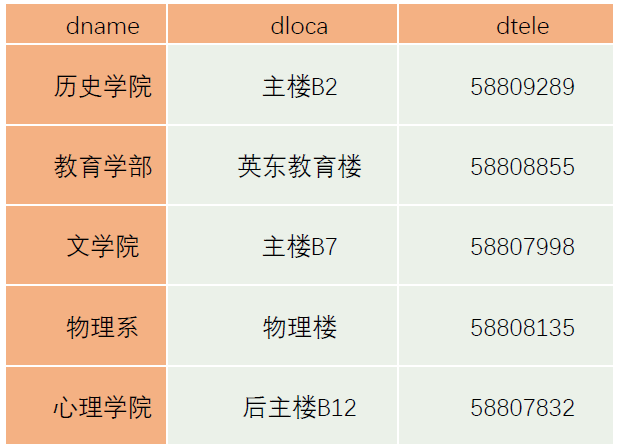 dname dloca dtele
历史学院 主楼B2 58809289
教育学部 英东教育楼 58808855
文学院 主楼B7 58807998
物理系 物理楼 58808135
心理学院 后主楼B12 58807832